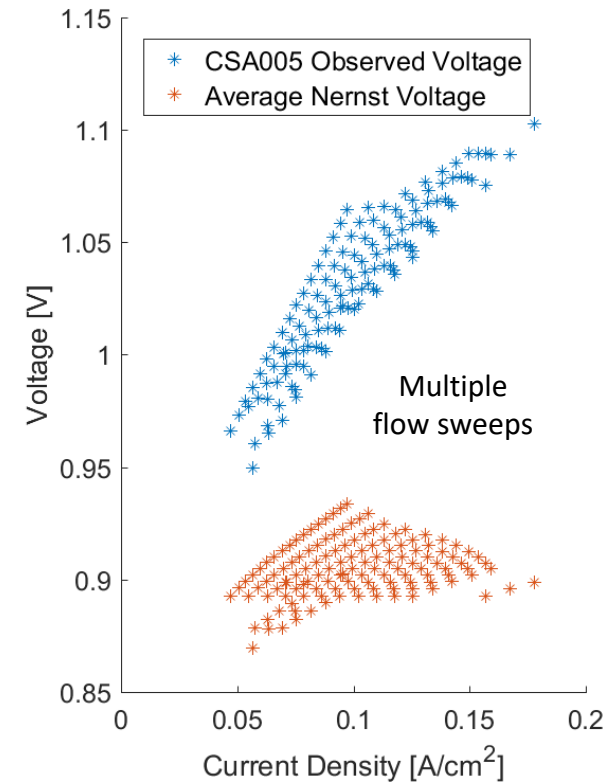 1.15
1.1
1.05
1
0.95
0.9
0.85
Voltage [V]
CSA005 Observed Voltage
Average Nernst Voltage
Multiple
flow sweeps
0
0.05
0.1
0.15
0.2
Current Density [A/cm²]